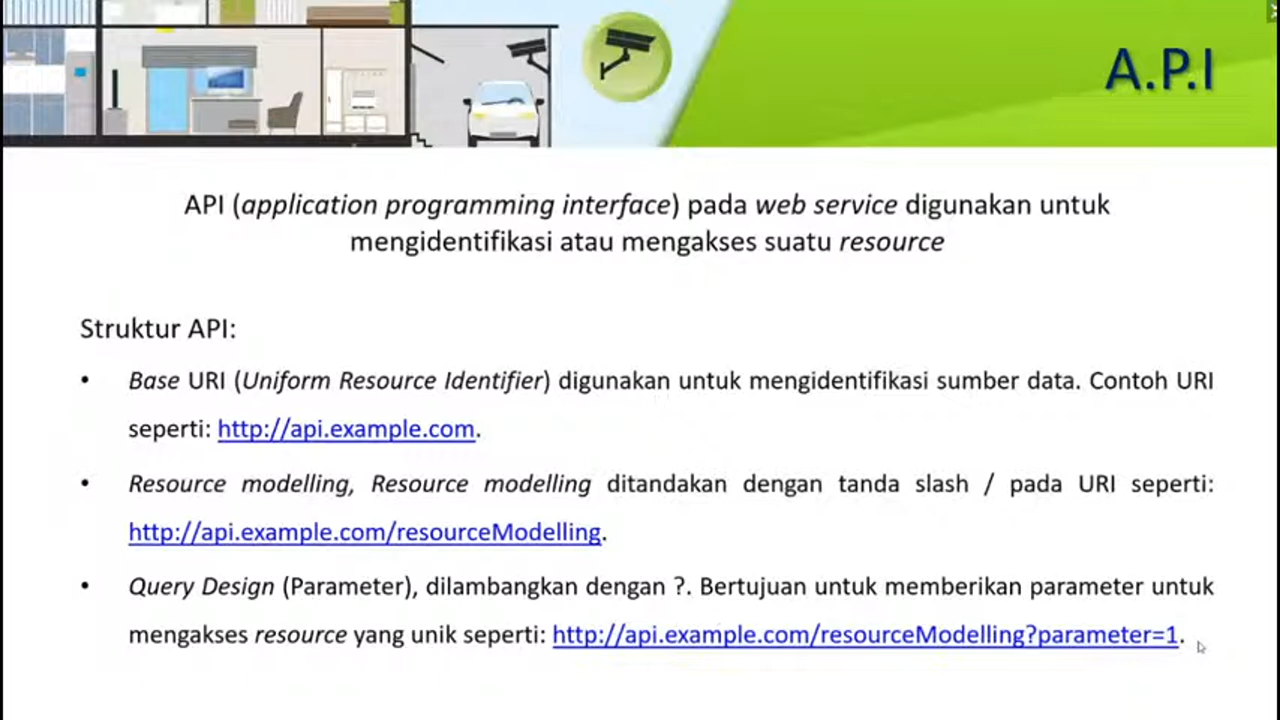 A.P.I
API (application programming interface) pada web service digunakan untuk
mengidentifikasi atau mengakses suatu resource
Struktur API:
• Base URI (Uniform Resource Identifier) digunakan untuk mengidentifikasi sumber data. Contoh URI
seperti: http://api.example.com.
• Resource modelling, Resource modelling ditandakan dengan tanda slash / pada URI seperti:
http://api.example.com/resourceModelling.
• Query Design (Parameter), dilambangkan dengan ?. Bertujuan untuk memberikan parameter untuk
mengakses resource yang unik seperti: http://api.example.com/resourceModelling?parameter=1.